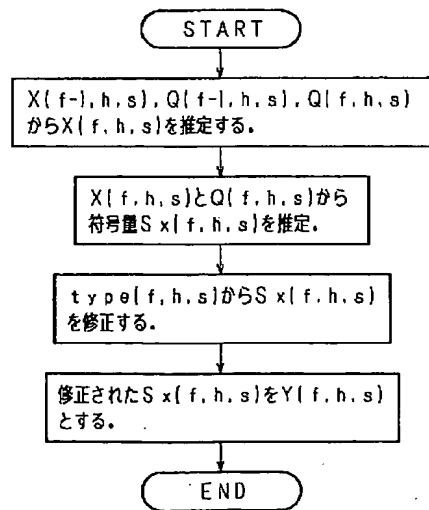 START
X(f-1,h,s),Q(f-1,h,s),Q(f,h,s)
からX(f,h,s)を推定する。
X(f,h,s)とQ(f,h,s)から
符号量Sx(f,h,s)を推定。
type(f,h,s)からSx(f,h,s)
を修正する。
修正されたSx(f,h,s)をY(f,h,s)
とする。
END